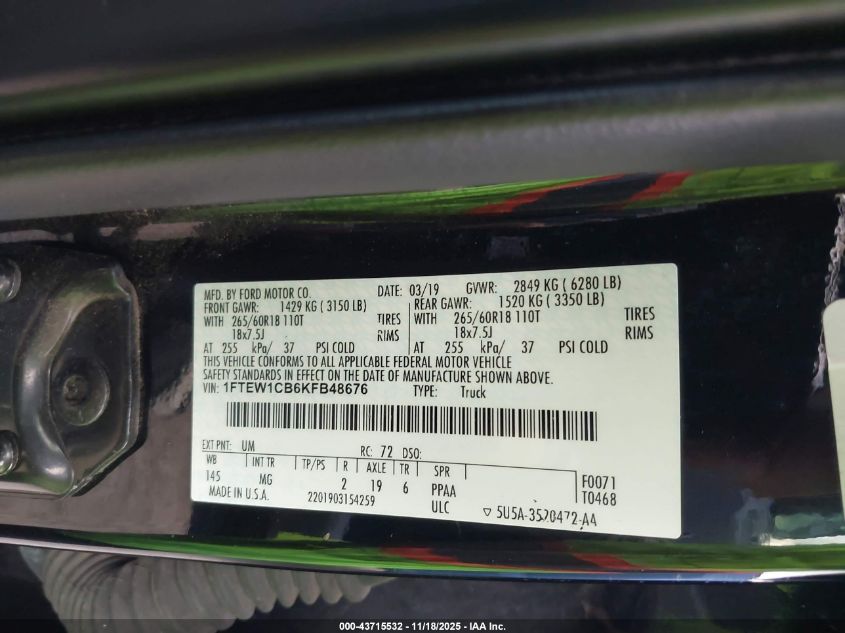 MFD. BY FORD MOTOR CO. DATE: 03/19 GVWR: 2849 KG ( 6280 LB)
FRONT GAWR: 1429 KG ( 3150 LB) REAR GAWR: 1520 KG ( 3350 LB)
WITH 265/60R18 110T TIRES WITH 265/60R18 110T TIRES
18x7.5J RIMS 18x7.5J RIMS
AT 255 kPa/ 37 PSI COLD AT 255 kPa/ 37 PSI COLD
THIS VEHICLE CONFORMS TO ALL APPLICABLE FEDERAL MOTOR VEHICLE
SAFETY STANDARDS IN EFFECT ON THE DATE OF MANUFACTURE SHOWN ABOVE.
VIN: 1FTEW1CB6KFB48676 TYPE: Truck
EXT PNT: UM RC: 72 DSO:
WB INT TR TP/PS R AXLE TR SPR
145 MG 2 19 6 PPAA F0071
MADE IN U.S.A. ULC T0468
2201903154259 5U5A-3520472-AA
000-43715532 - 11/18/2025 - IAA Inc.